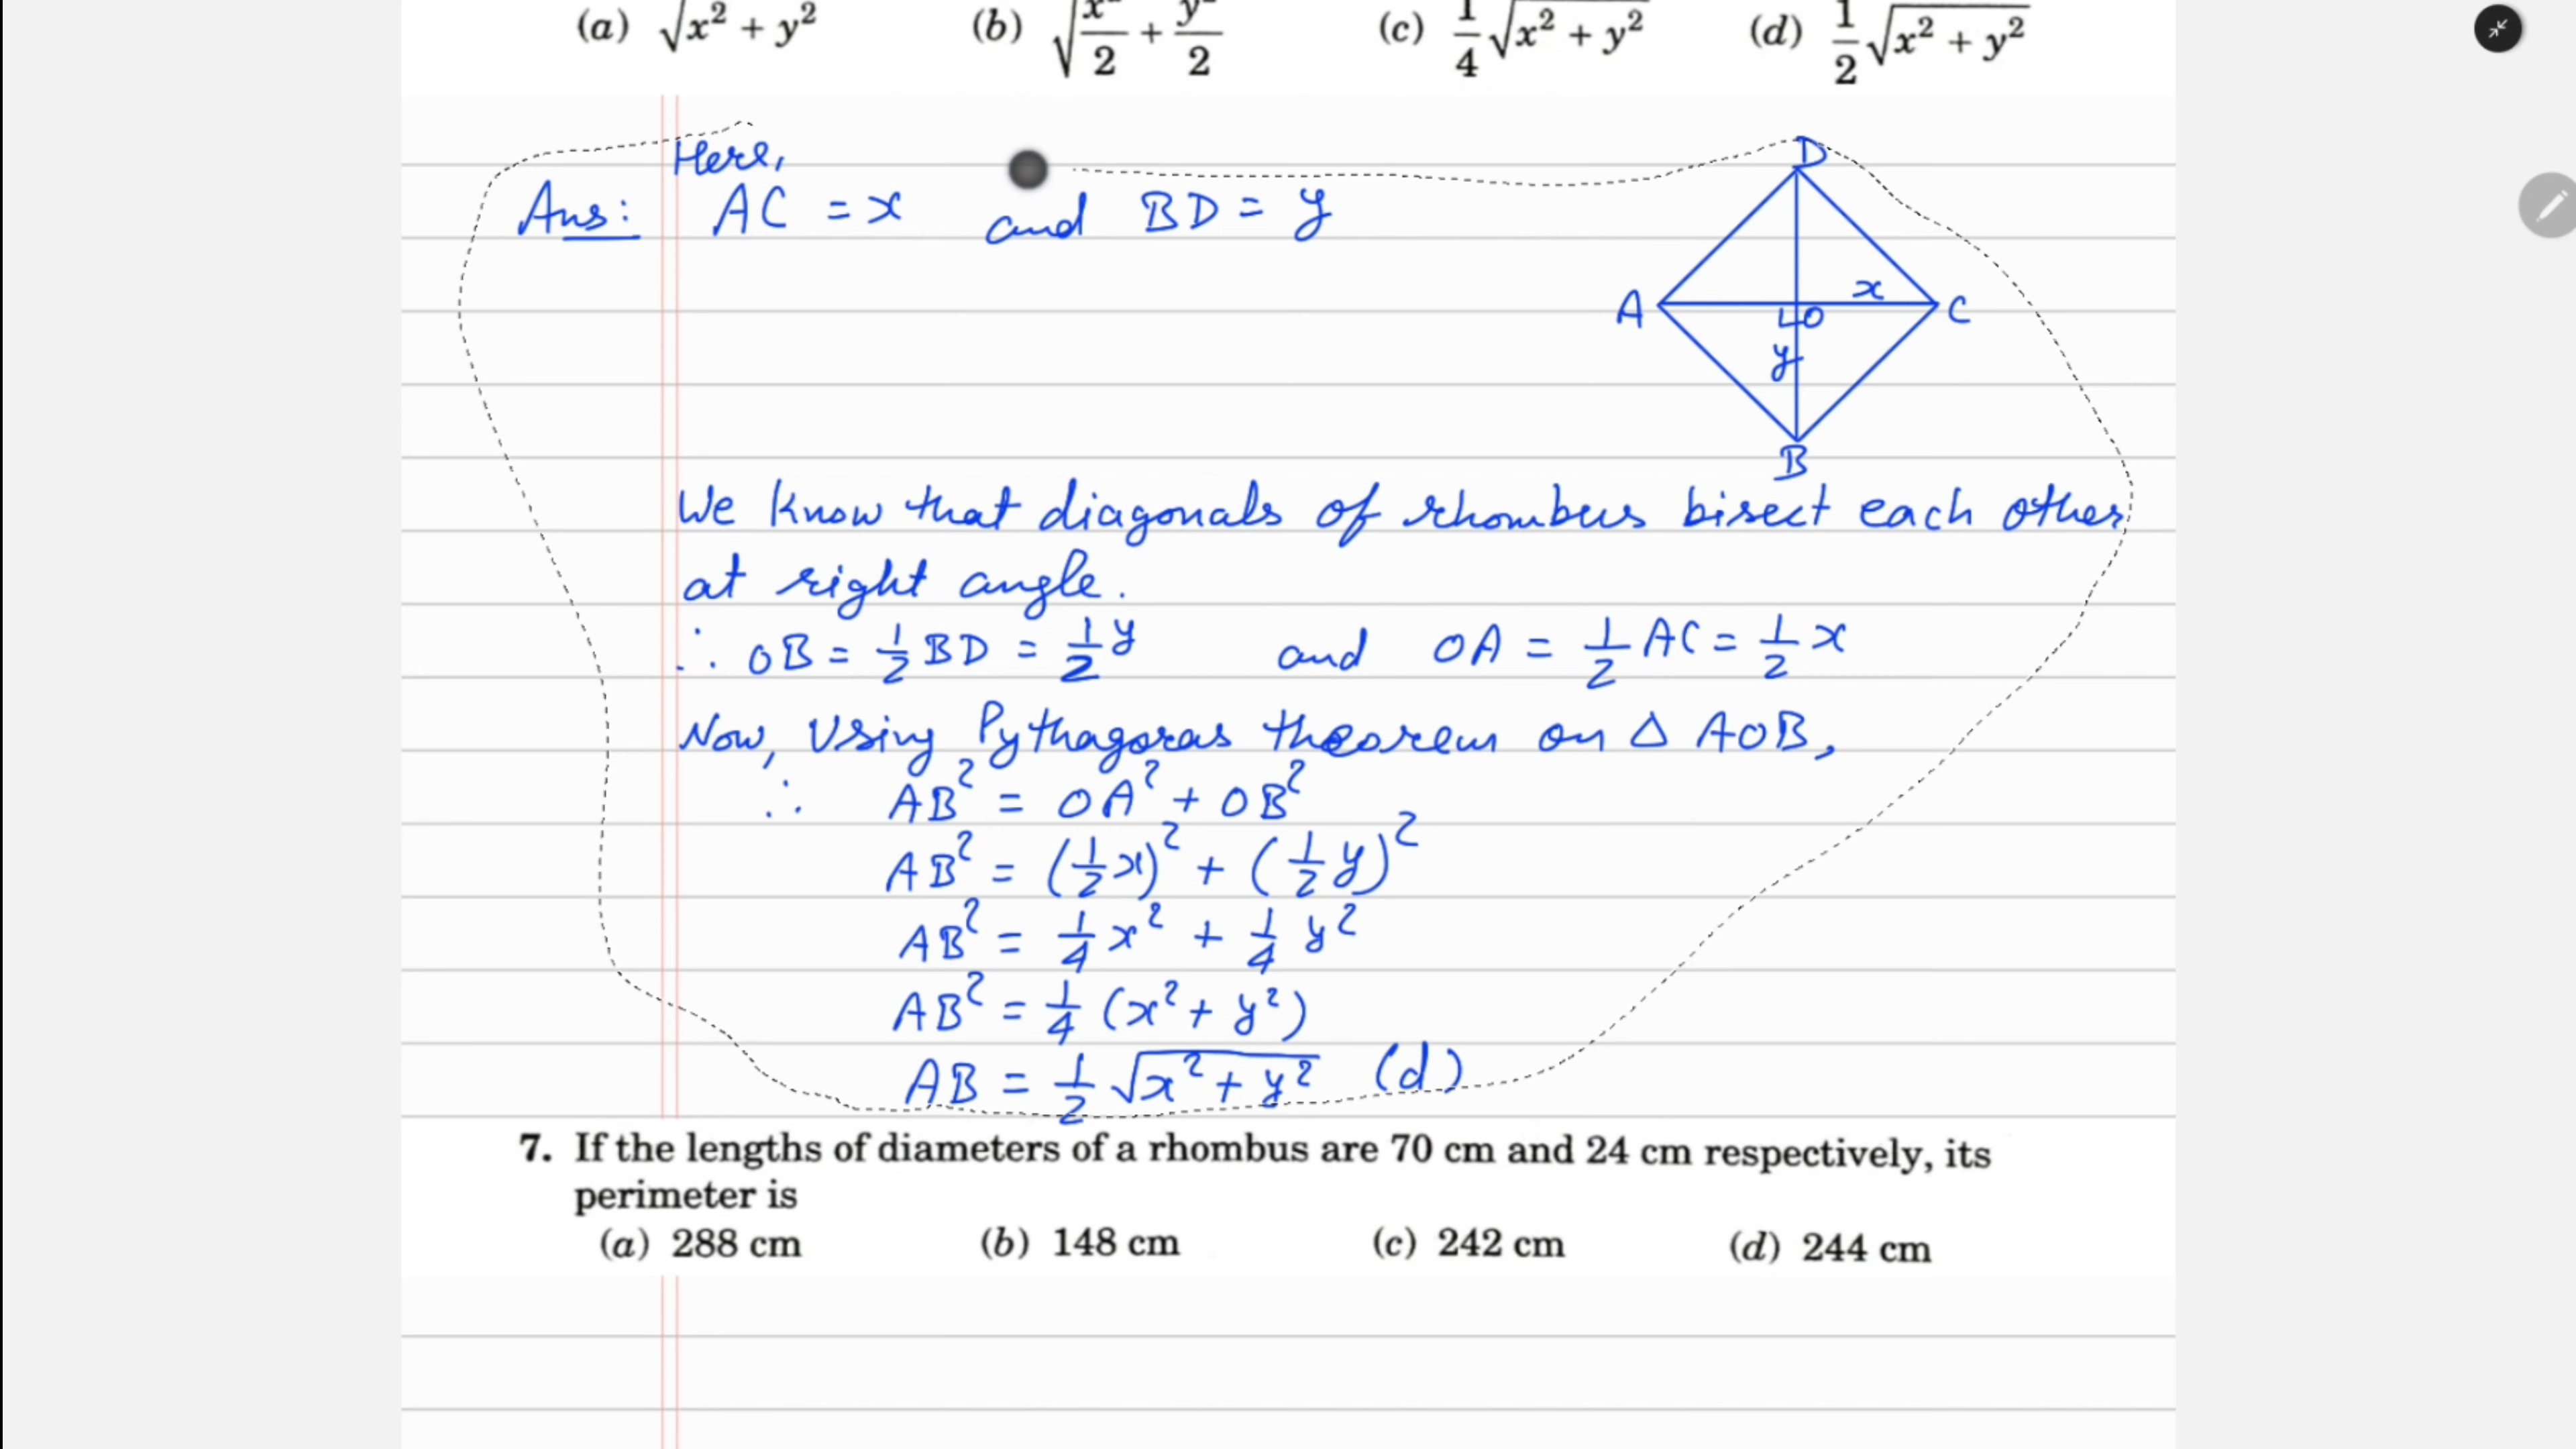 (a) √x² + y² (b) √x²/2 + y²/2 (c) 1/4 √x² + y² (d) 1/2 √x² + y²
Here,
Ans: AC = x and BD = y
D
A x C
O
y
B
We know that diagonals of rhombus bisect each other
at right angle.
∴ OB = 1/2 BD = 1/2 y and OA = 1/2 AC = 1/2 x
Now, Using Pythagoras theorem on △ AOB,
∴ AB² = OA² + OB²
AB² = (1/2 x)² + (1/2 y)²
AB² = 1/4 x² + 1/4 y²
AB² = 1/4 (x² + y²)
AB = 1/2 √x² + y² (d)
7. If the lengths of diameters of a rhombus are 70 cm and 24 cm respectively, its
perimeter is
(a) 288 cm (b) 148 cm (c) 242 cm (d) 244 cm